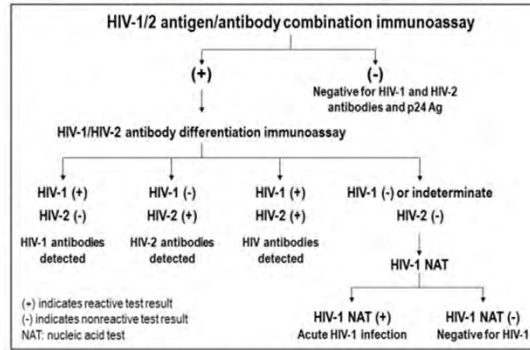 HIV-1/2 antigen/antibody combination immunoassay
(+)
(-)
Negative for HIV-1 and HIV-2
antibodies and p24 Ag
HIV-1/HIV-2 antibody differentiation immunoassay
HIV-1 (+)
HIV-2 (-)
HIV-1 antibodies
detected
HIV-1 (-)
HIV-2 (+)
HIV-2 antibodies
detected
HIV-1 (+)
HIV-2 (+)
HIV antibodies
detected
HIV-1 (-) or indeterminate
HIV-2 (-)
HIV-1 NAT
HIV-1 NAT (+)
Acute HIV-1 infection
HIV-1 NAT (-)
Negative for HIV-1
(+) indicates reactive test result
(-) indicates nonreactive test result
NAT: nucleic acid test